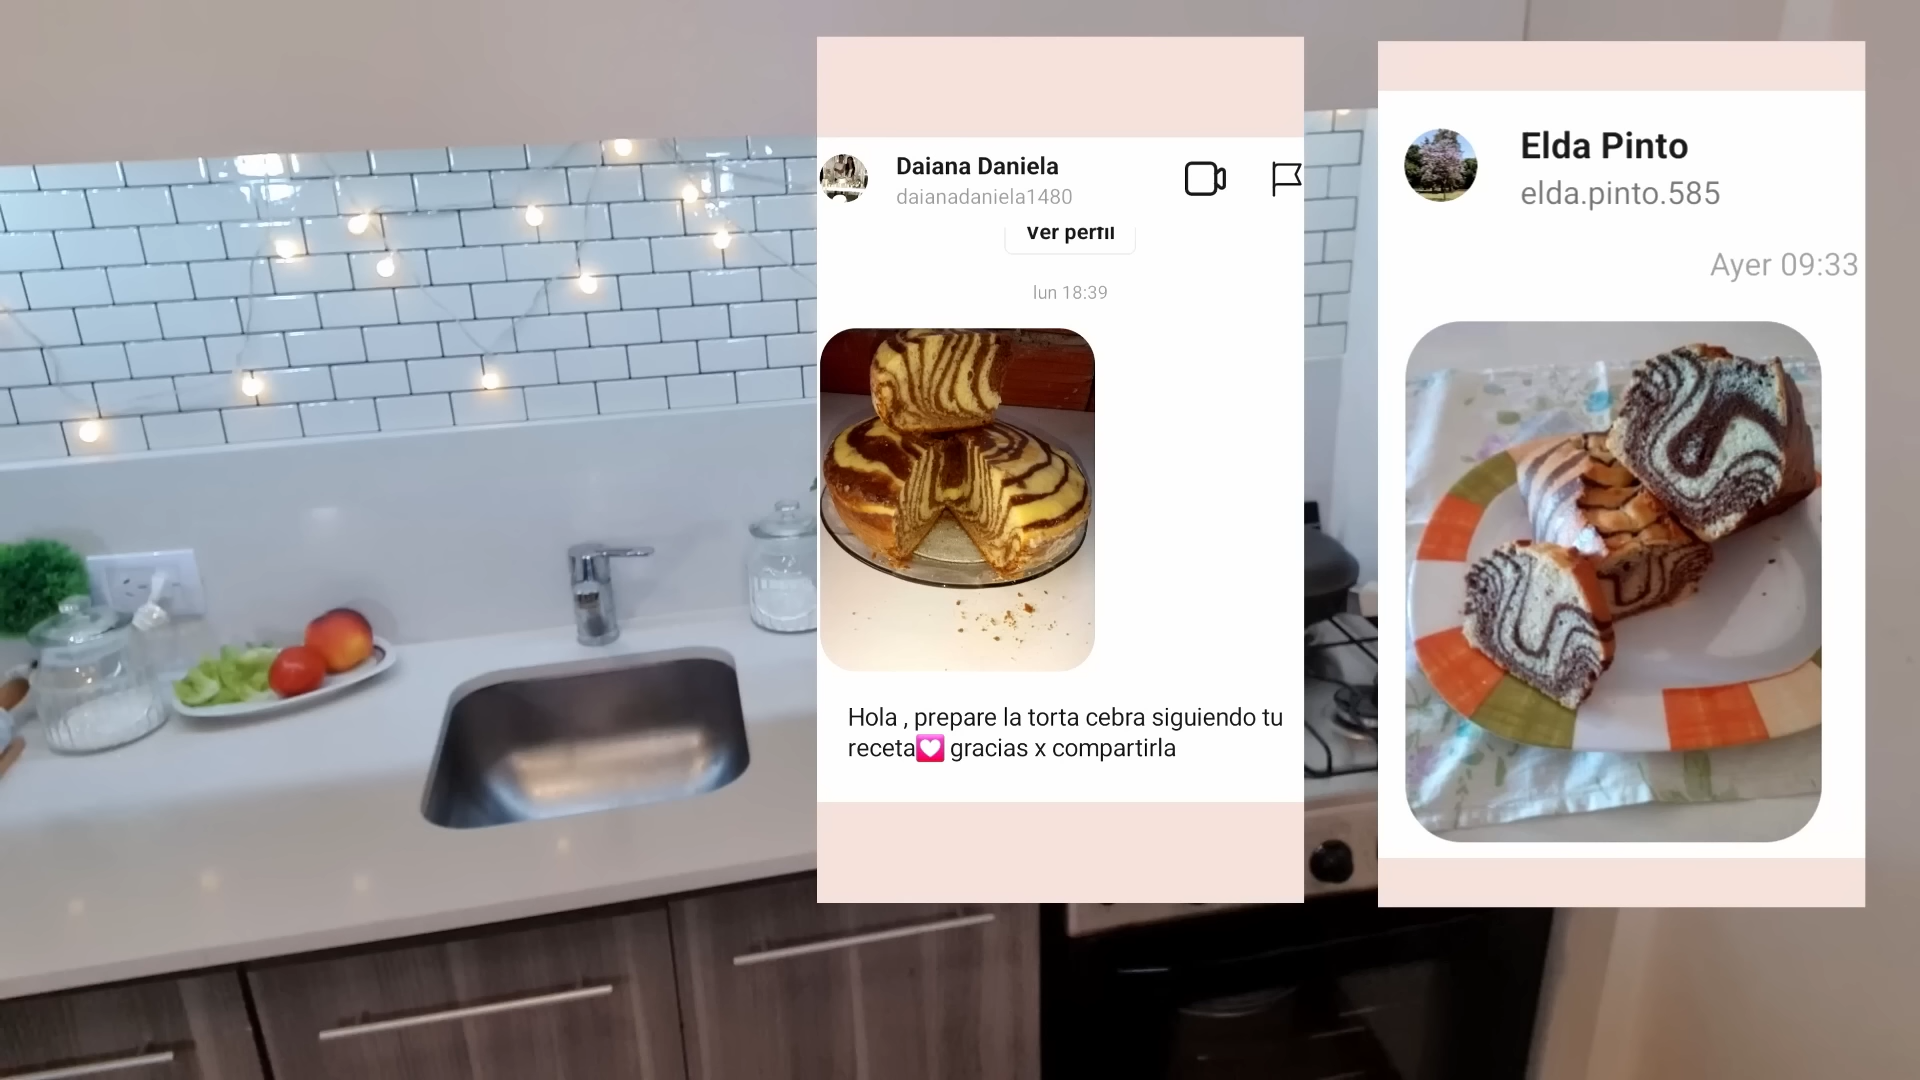 Daiana Daniela
daianadaniela1480
Ver perfil
lun 18:39
Hola , prepare la torta cebra siguiendo tu
receta💟 gracias x compartirla
Elda Pinto
elda.pinto.585
Ayer 09:33